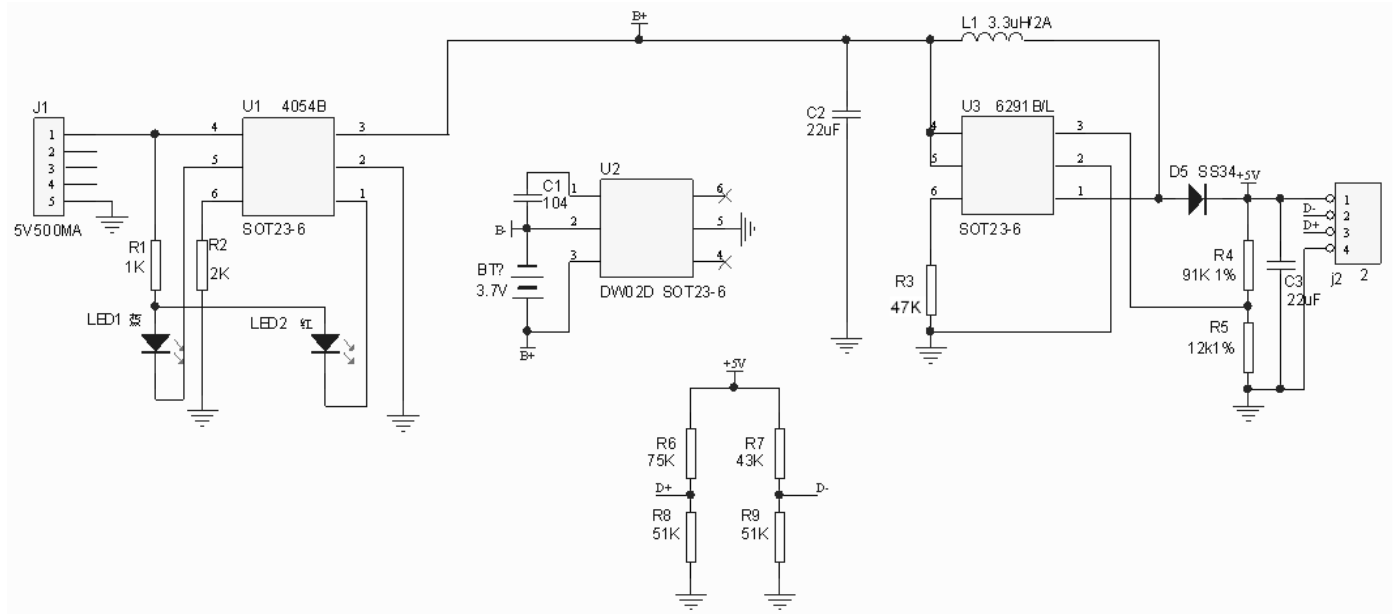 B+
L1 3.3uH/2A
J1
U1 4054B
U3 6291B/L
C2
22uF
1
2
3
4
5
4
5
6
3
2
1
5V500MA
SOT23-6
R1
1K
R2
2K
LED1
LED2 红
U2
C1
104
1
2
3
6
5
4
B-
BT?
3.7V
B+
DW02D SOT23-6
4
5
6
3
2
1
SOT23-6
R3
47K
D5 SS34
+5V
D-
D+
1
2
3
4
j2 2
R4
91K 1%
C3
22uF
R5
12k1%
+5V
R6
75K
R7
43K
D+
D-
R8
51K
R9
51K